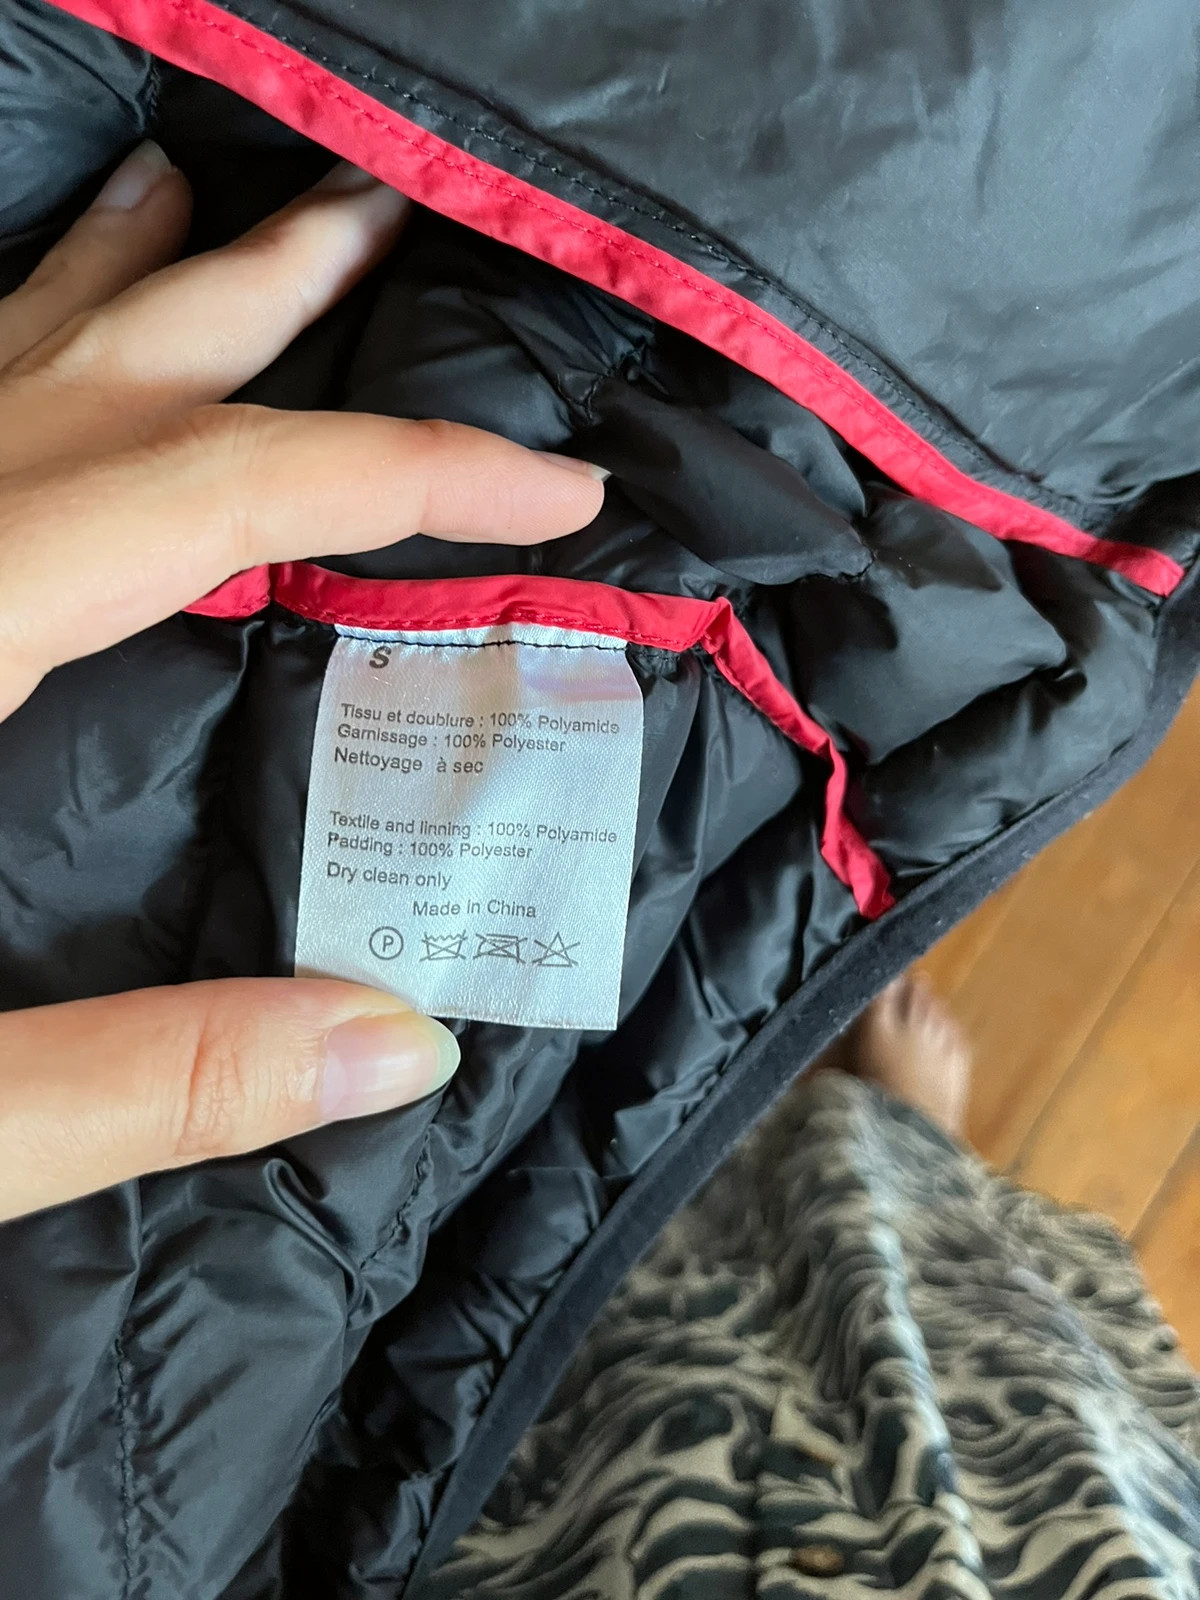 S
Tissu et doublure : 100% Polyamide
Garnissage : 100% Polyester
Nettoyage à sec
Textile and linning : 100% Polyamide
Padding : 100% Polyester
Dry clean only
Made in China
P